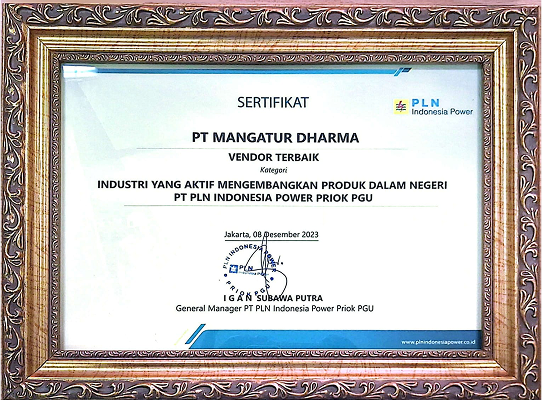 SERTIFIKAT
PLN
Indonesia Power
PT MANGATUR DHARMA
VENDOR TERBAIK
Kategori
INDUSTRI YANG AKTIF MENGEMBANGKAN PRODUK DALAM NEGERI
PT PLN INDONESIA POWER PRIOK PGU
Jakarta, 08 Desember 2023
PLN INDONESIA POWER
PLN
PRIOK PGU
I G A N SUBAWA PUTRA
General Manager PT PLN Indonesia Power Priok PGU
www.plnindonesiapower.co.id